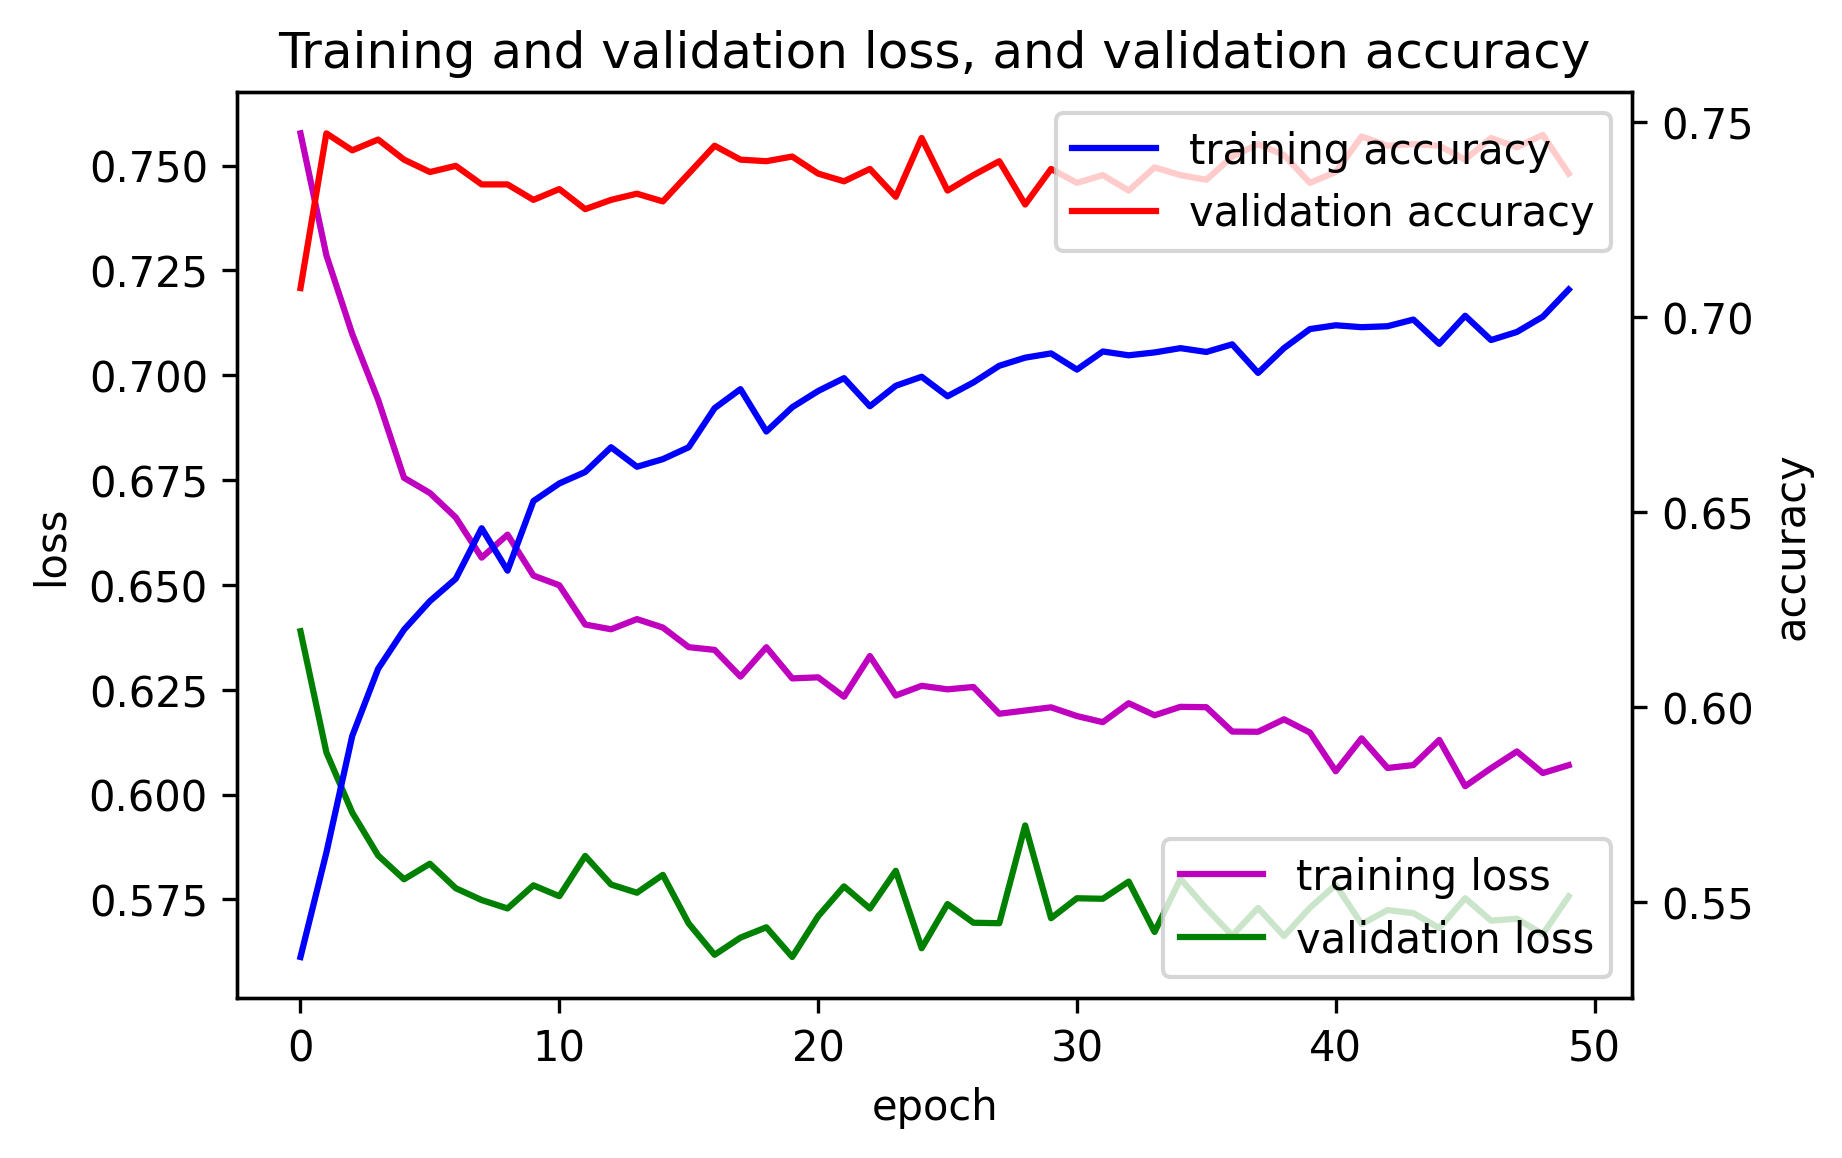 Training and validation loss, and validation accuracy
training accuracy
validation accuracy
training loss
validation loss
loss
0.750
0.725
0.700
0.675
0.650
0.625
0.600
0.575
0.75
0.70
0.65
0.60
0.55
accuracy
0 10 20 30 40 50
epoch